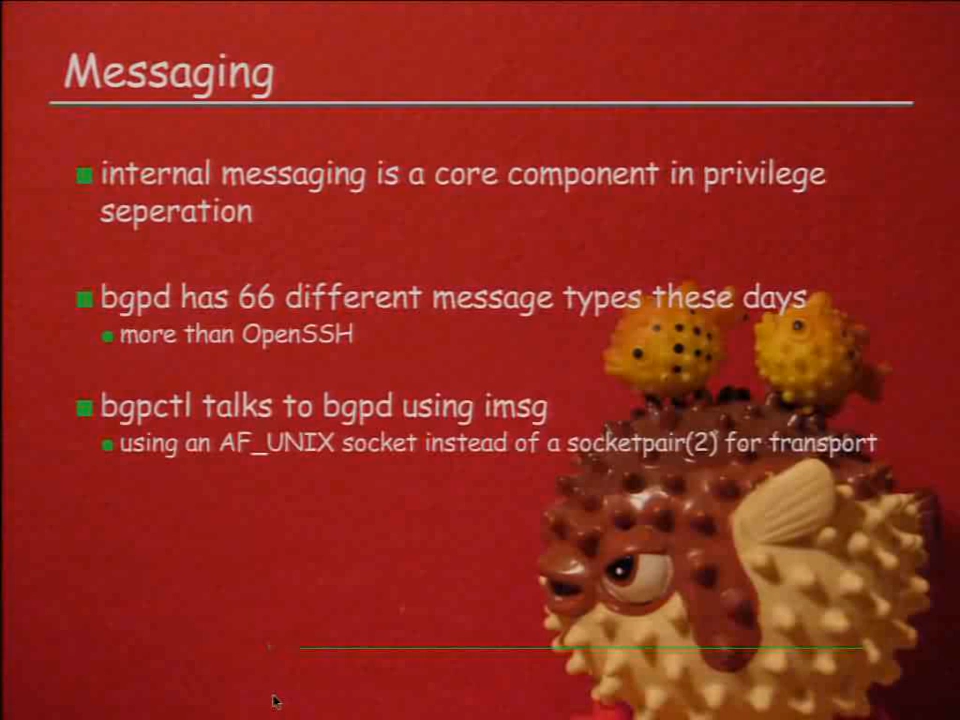 Messaging
internal messaging is a core component in privilege
seperation
bgpd has 66 different message types these days
more than OpenSSH
bgpctl talks to bgpd using imsg
using an AF_UNIX socket instead of a socketpair(2) for transport